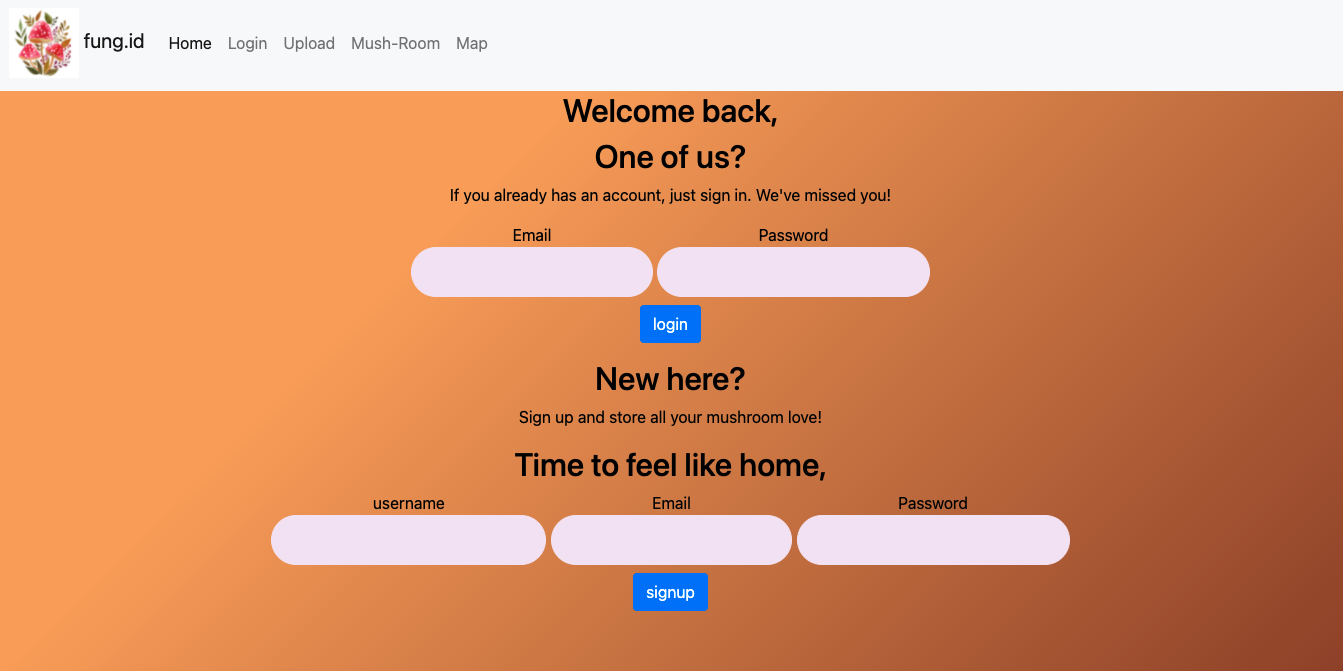 fung.id Home Login Upload Mush-Room Map
Welcome back,
One of us?
If you already has an account, just sign in. We've missed you!
Email Password
login
New here?
Sign up and store all your mushroom love!
Time to feel like home,
username Email Password
signup